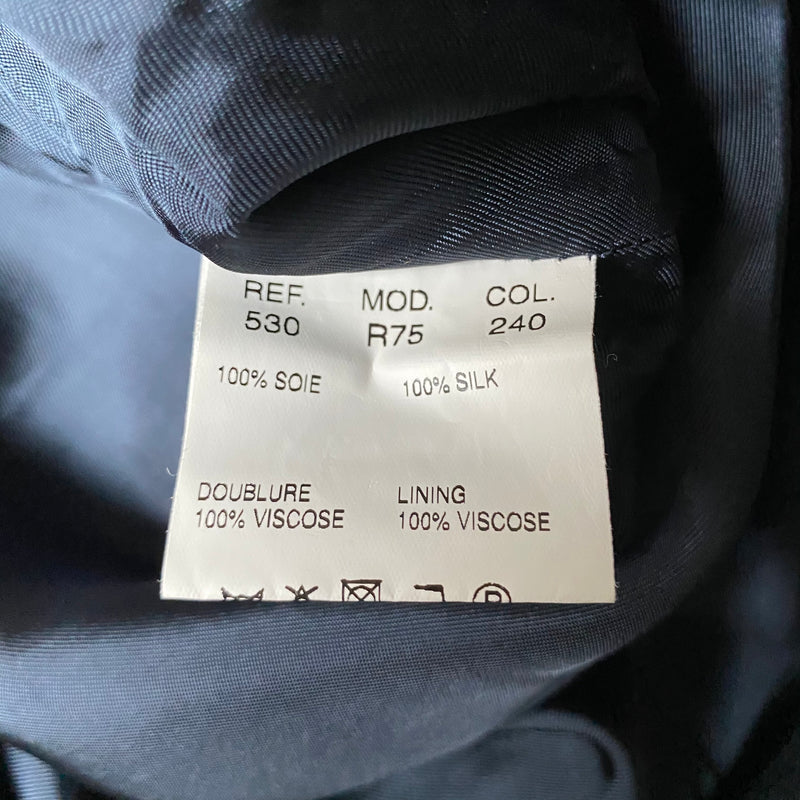 REF. MOD. COL.
530 R75 240
100% SOIE 100% SILK
DOUBLURE LINING
100% VISCOSE 100% VISCOSE
P